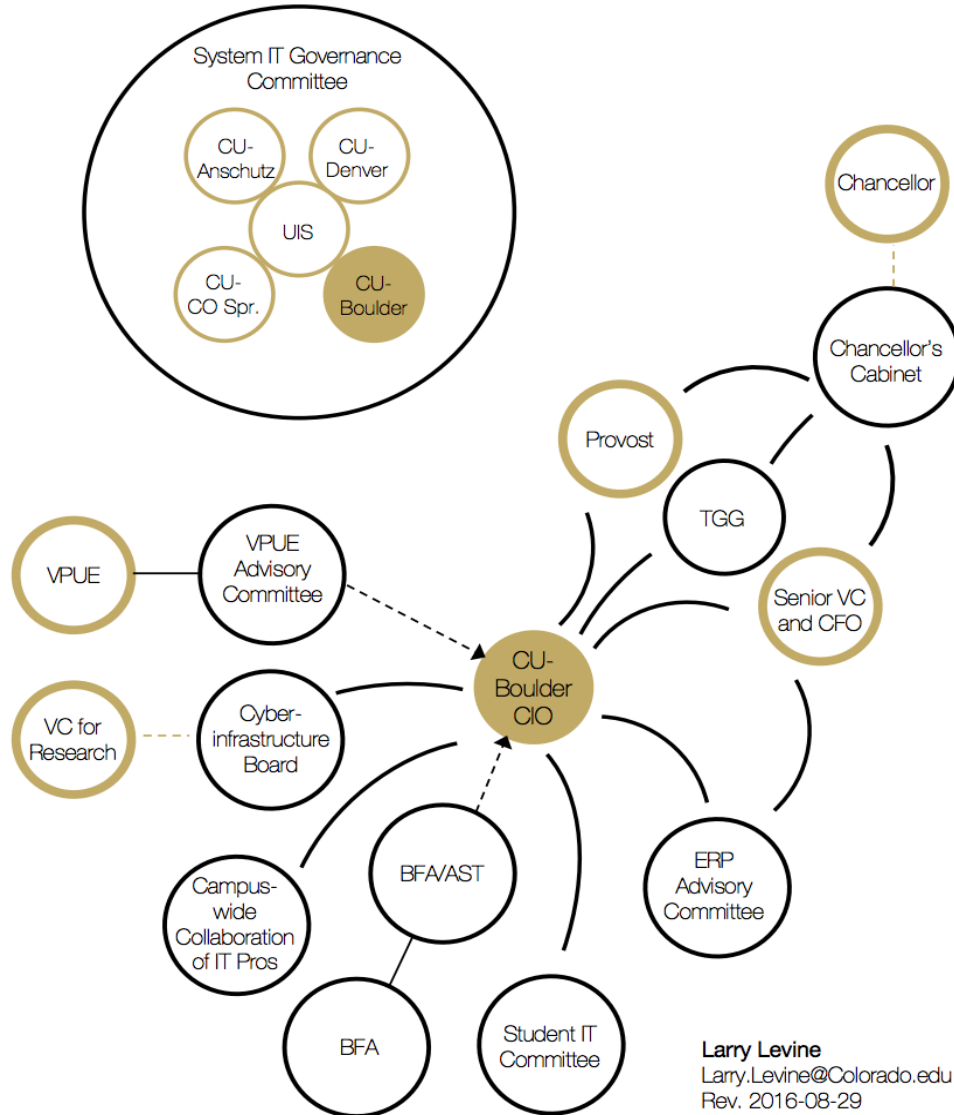 System IT Governance
Committee
CU-
Anschutz
CU-
Denver
UIS
CU-
CO Spr.
CU-
Boulder
Chancellor
Chancellor's
Cabinet
Provost
TGG
VPUE
VPUE
Advisory
Committee
Senior VC
and CFO
CU-
Boulder
CIO
VC for
Research
Cyber-
infrastructure
Board
BFA/AST
ERP
Advisory
Committee
Campus-
wide
Collaboration
of IT Pros
BFA
Student IT
Committee
Larry Levine
Larry.Levine@Colorado.edu
Rev. 2016-08-29